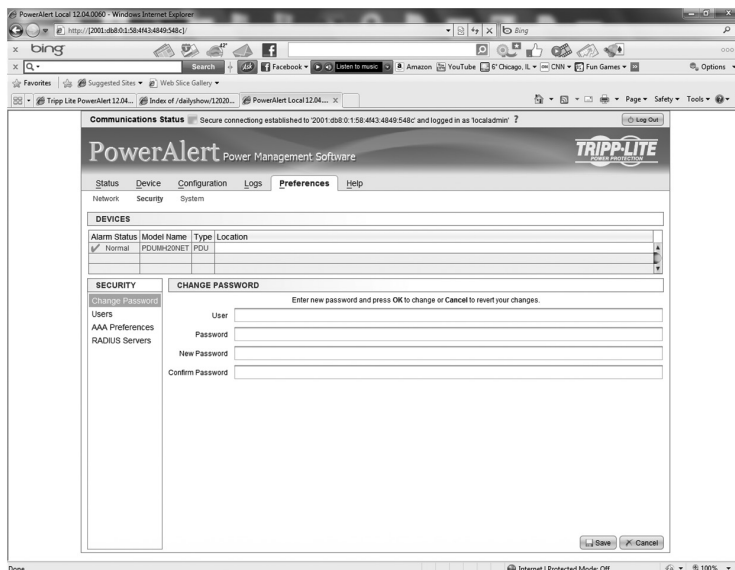 PowerAlert Local 12.04.0060 - Windows Internet Explorer
http://[2001:db8:0:1:58:4f43:4849:548c]/
Bing
bing
47°
Search
Ask
Facebook
Listen to music
Amazon
YouTube
6° Chicago, IL
CNN
Fun Games
Options
Favorites
Suggested Sites
Web Slice Gallery
Tripp Lite PowerAlert 12.04...
Index of /dailyshow/12020...
PowerAlert Local 12.04....
Page
Safety
Tools
Communications Status
Secure connectiong established to '2001:db8:0:1:58:4f43:4849:548c' and logged in as 'localadmin' ?
Log Out
PowerAlert Power Management Software
TRIPP·LITE
POWER PROTECTION
Status Device Configuration Logs Preferences Help
Network Security System
DEVICES
Alarm Status Model Name Type Location
Normal PDUMH20NET PDU
SECURITY
Change Password
Users
AAA Preferences
RADIUS Servers
CHANGE PASSWORD
Enter new password and press OK to change or Cancel to revert your changes.
User
Password
New Password
Confirm Password
Save
Cancel
Done
Internet | Protected Mode: Off
100%